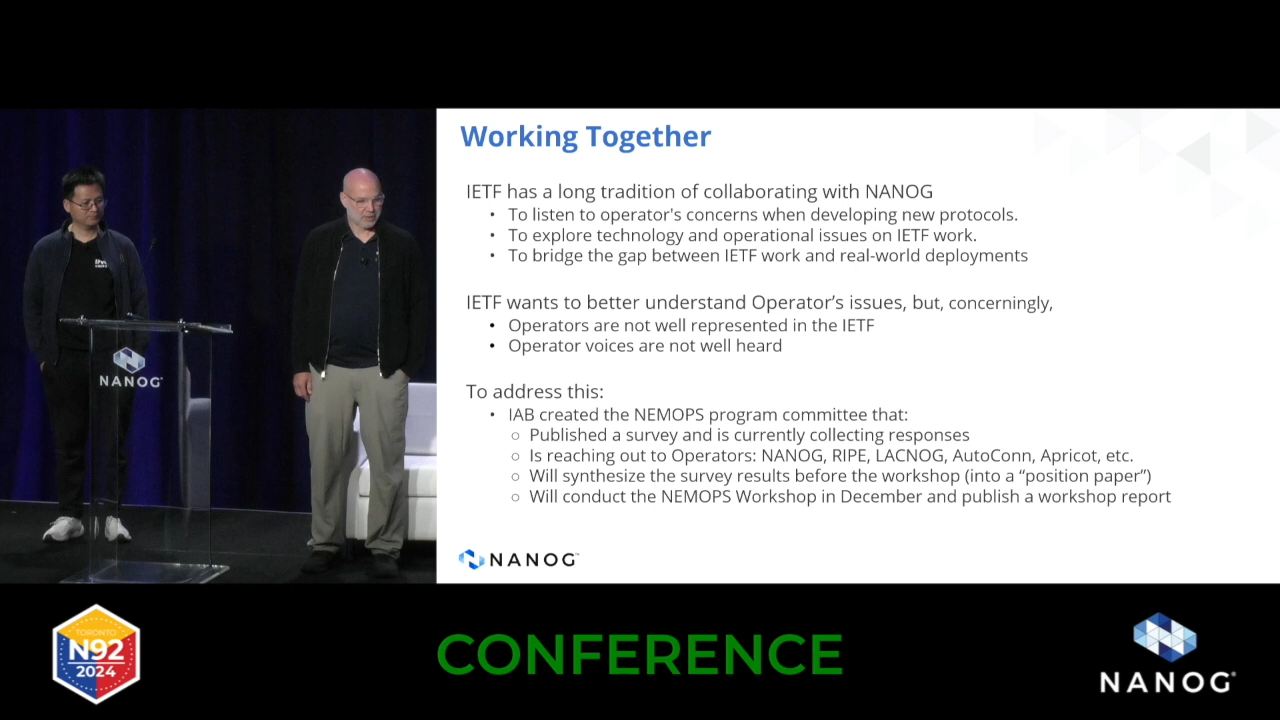 Working Together
IETF has a long tradition of collaborating with NANOG
• To listen to operator's concerns when developing new protocols.
• To explore technology and operational issues on IETF work.
• To bridge the gap between IETF work and real-world deployments
IETF wants to better understand Operator’s issues, but, concerningly,
• Operators are not well represented in the IETF
• Operator voices are not well heard
To address this:
• IAB created the NEMOPS program committee that:
○ Published a survey and is currently collecting responses
○ Is reaching out to Operators: NANOG, RIPE, LACNOG, AutoConn, Apricot, etc.
○ Will synthesize the survey results before the workshop (into a “position paper”)
○ Will conduct the NEMOPS Workshop in December and publish a workshop report
NANOG™
NANOG
TORONTO
N92
2024
CONFERENCE
NANOG®